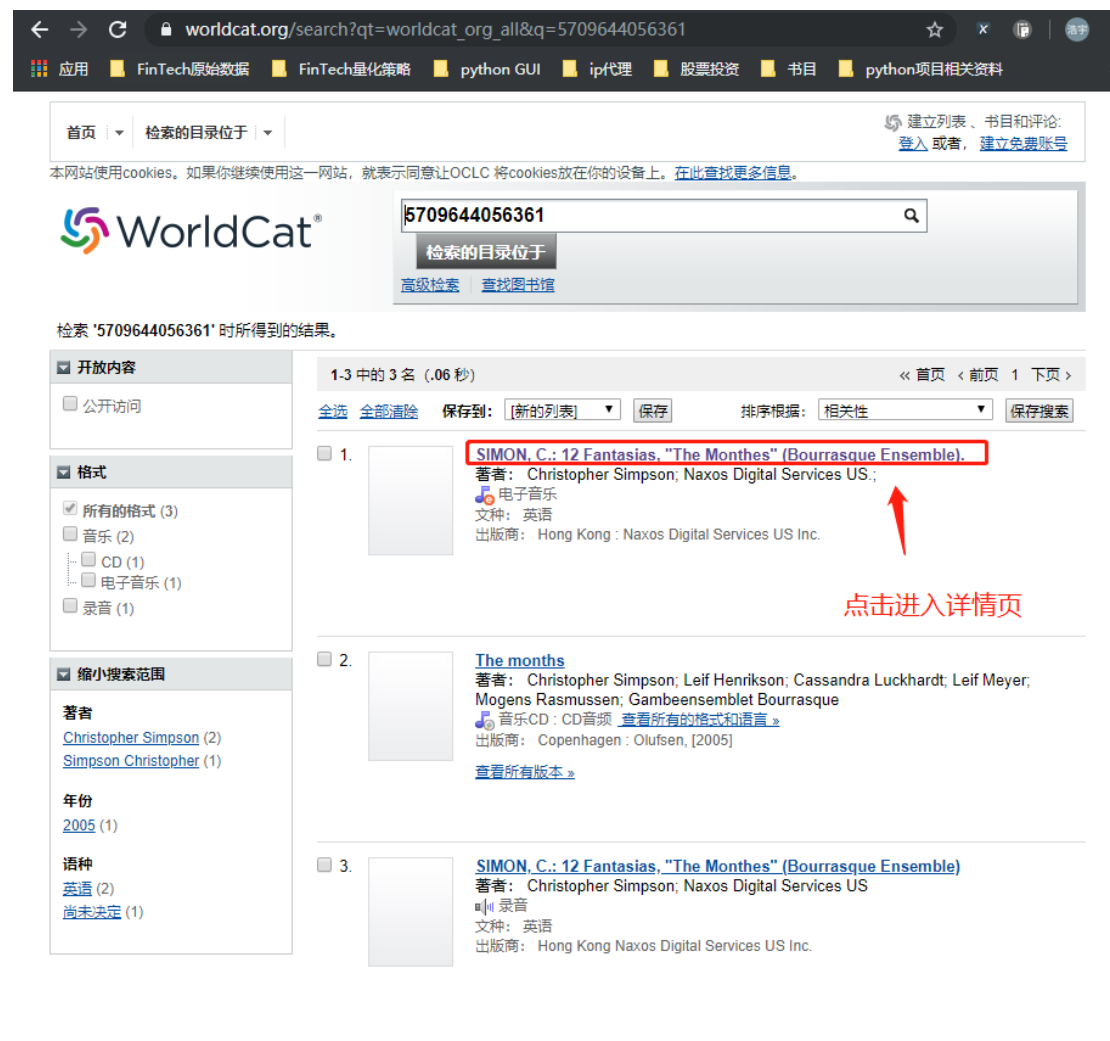 worldcat.org/search?qt=worldcat_org_all&q=5709644056361
浩宇
应用 FinTech原始数据 FinTech量化策略 python GUI ip代理 股票投资 书目 python项目相关资料
首页 检索的目录位于
建立列表、书目和评论:
登入 或者， 建立免费账号
本网站使用cookies。如果你继续使用这一网站，就表示同意让OCLC 将cookies放在你的设备上。在此查找更多信息。
WorldCat®
5709644056361
检索的目录位于
高级检索 查找图书馆
检索 '5709644056361' 时所得到的结果。
开放内容
公开访问
格式
所有的格式 (3)
音乐 (2)
CD (1)
电子音乐 (1)
录音 (1)
缩小搜索范围
著者
Christopher Simpson (2)
Simpson Christopher (1)
年份
2005 (1)
语种
英语 (2)
尚未决定 (1)
1-3 中的 3 名 (.06 秒)
« 首页 ‹ 前页 1 下页 ›
全选 全部清除 保存到: [新的列表] 保存 排序根据: 相关性 保存搜索
1.
SIMON, C.: 12 Fantasias, "The Monthes" (Bourrasque Ensemble).
著者: Christopher Simpson; Naxos Digital Services US.;
电子音乐
文种: 英语
出版商: Hong Kong : Naxos Digital Services US Inc.
点击进入详情页
2.
The months
著者: Christopher Simpson; Leif Henrikson; Cassandra Luckhardt; Leif Meyer;
Mogens Rasmussen; Gambeensemblet Bourrasque
音乐CD : CD音频 查看所有的格式和语言 »
出版商: Copenhagen : Olufsen, [2005]
查看所有版本 »
3.
SIMON, C.: 12 Fantasias, "The Monthes" (Bourrasque Ensemble)
著者: Christopher Simpson; Naxos Digital Services US
录音
文种: 英语
出版商: Hong Kong Naxos Digital Services US Inc.